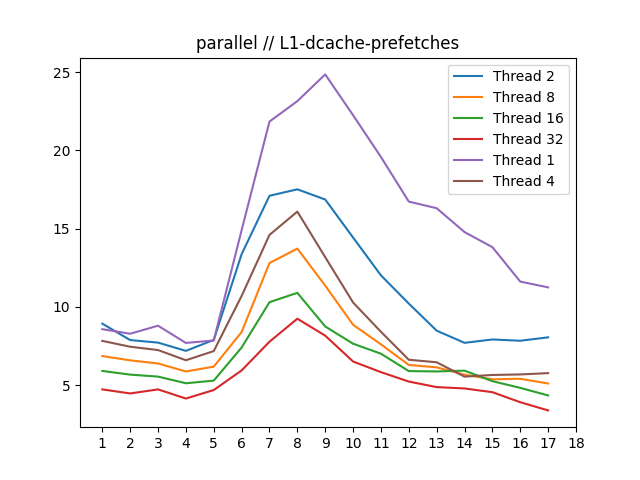 parallel // L1-dcache-prefetches
25
20
15
10
5
Thread 2
Thread 8
Thread 16
Thread 32
Thread 1
Thread 4
1 2 3 4 5 6 7 8 9 10 11 12 13 14 15 16 17 18